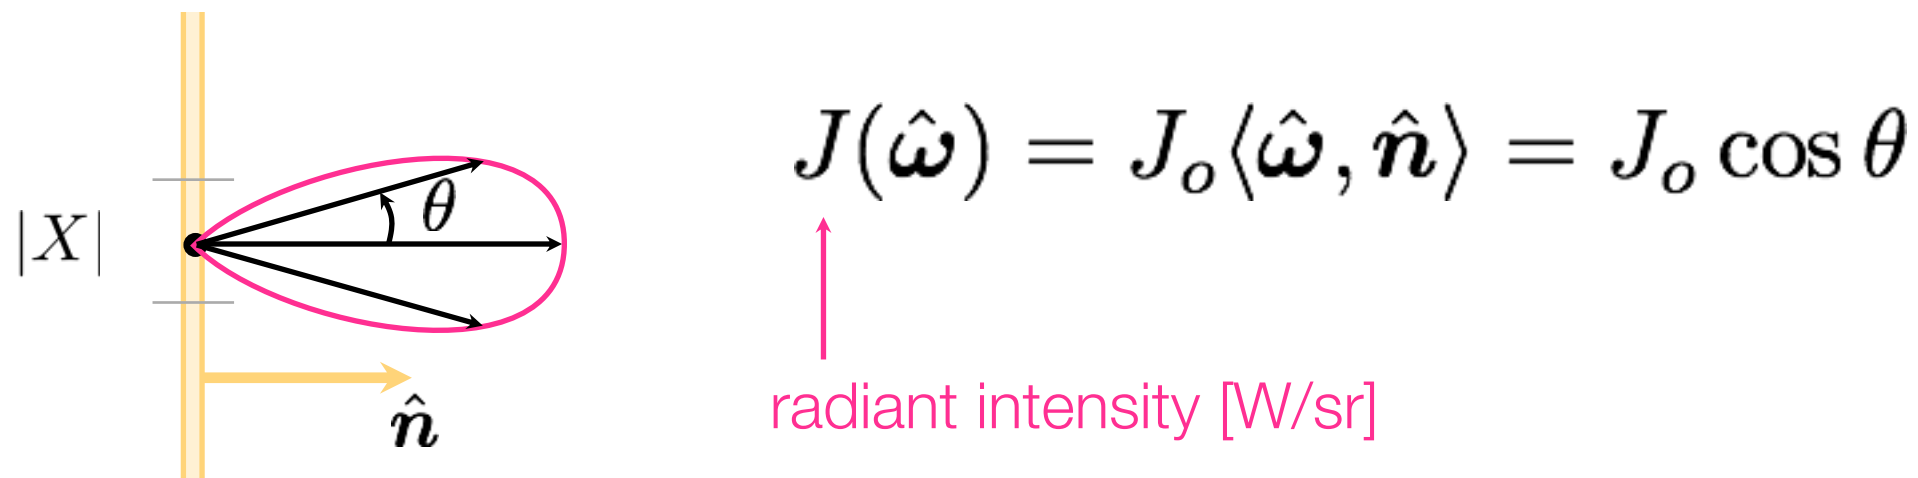 |X|
θ
n̂
J(ω̂) = J_o⟨ω̂, n̂⟩ = J_o cos θ
radiant intensity [W/sr]